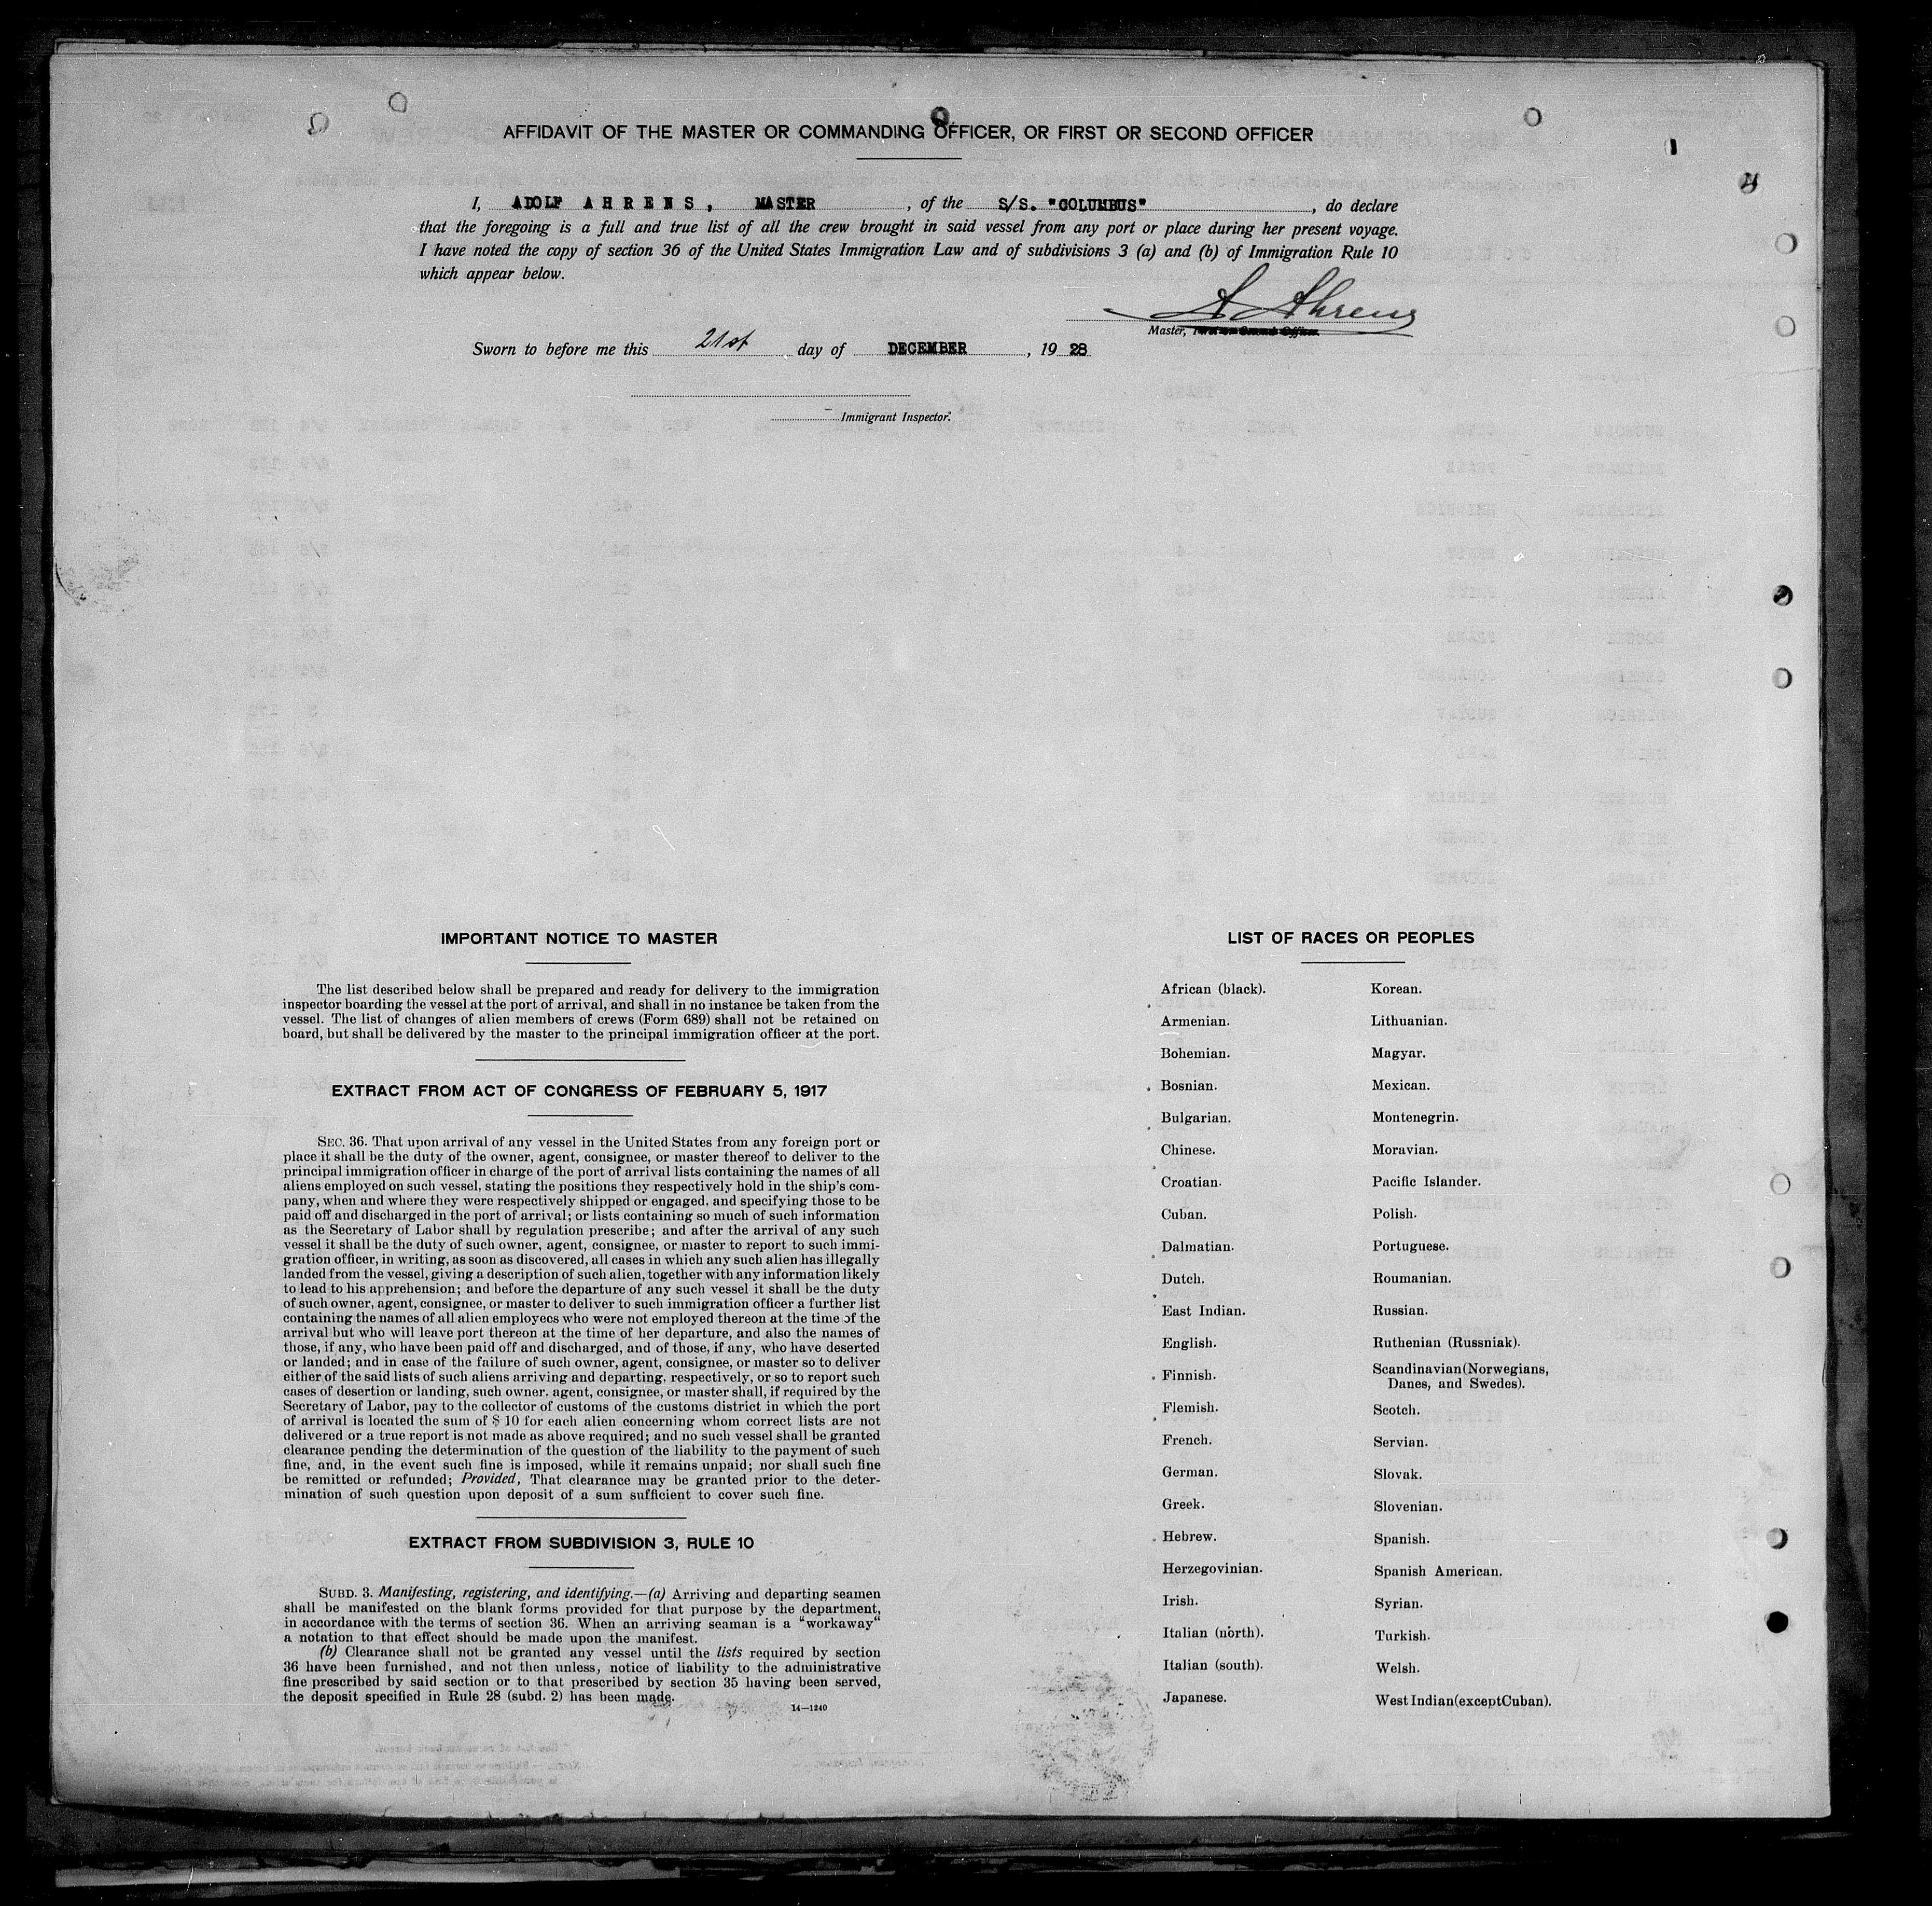 AFFIDAVIT OF THE MASTER OR COMMANDING OFFICER, OR FIRST OR SECOND OFFICER
I, ADOLF AHRENS, MASTER, of the S/S. "COLUMBUS", do declare
that the foregoing is a full and true list of all the crew brought in said vessel from any port or place during her present voyage.
I have noted the copy of section 36 of the United States Immigration Law and of subdivisions 3 (a) and (b) of Immigration Rule 10
which appear below.
A Ahrens
Master, First or Second Officer.
Sworn to before me this 21st day of DECEMBER, 19 28
Immigrant Inspector.
IMPORTANT NOTICE TO MASTER
The list described below shall be prepared and ready for delivery to the immigration
inspector boarding the vessel at the port of arrival, and shall in no instance be taken from the
vessel. The list of changes of alien members of crews (Form 689) shall not be retained on
board, but shall be delivered by the master to the principal immigration officer at the port.
EXTRACT FROM ACT OF CONGRESS OF FEBRUARY 5, 1917
SEC. 36. That upon arrival of any vessel in the United States from any foreign port or
place it shall be the duty of the owner, agent, consignee, or master thereof to deliver to the
principal immigration officer in charge of the port of arrival lists containing the names of all
aliens employed on such vessel, stating the positions they respectively hold in the ship's com-
pany, when and where they were respectively shipped or engaged, and specifying those to be
paid off and discharged in the port of arrival; or lists containing so much of such information
as the Secretary of Labor shall by regulation prescribe; and after the arrival of any such
vessel it shall be the duty of such owner, agent, consignee, or master to report to such immi-
gration officer, in writing, as soon as discovered, all cases in which any such alien has illegally
landed from the vessel, giving a description of such alien, together with any information likely
to lead to his apprehension; and before the departure of any such vessel it shall be the duty
of such owner, agent, consignee, or master to deliver to such immigration officer a further list
containing the names of all alien employees who were not employed thereon at the time of the
arrival but who will leave port thereon at the time of her departure, and also the names of
those, if any, who have been paid off and discharged, and of those, if any, who have deserted
or landed; and in case of the failure of such owner, agent, consignee, or master so to deliver
either of the said lists of such aliens arriving and departing, respectively, or so to report such
cases of desertion or landing, such owner, agent, consignee, or master shall, if required by the
Secretary of Labor, pay to the collector of customs of the customs district in which the port
of arrival is located the sum of $ 10 for each alien concerning whom correct lists are not
delivered or a true report is not made as above required; and no such vessel shall be granted
clearance pending the determination of the question of the liability to the payment of such
fine, and, in the event such fine is imposed, while it remains unpaid; nor shall such fine
be remitted or refunded; Provided, That clearance may be granted prior to the deter-
mination of such question upon deposit of a sum sufficient to cover such fine.
EXTRACT FROM SUBDIVISION 3, RULE 10
SUBD. 3. Manifesting, registering, and identifying.—(a) Arriving and departing seamen
shall be manifested on the blank forms provided for that purpose by the department,
in accordance with the terms of section 36. When an arriving seaman is a "workaway"
a notation to that effect should be made upon the manifest.
(b) Clearance shall not be granted any vessel until the lists required by section
36 have been furnished, and not then unless, notice of liability to the administrative
fine prescribed by said section or to that prescribed by section 35 having been served,
the deposit specified in Rule 28 (subd. 2) has been made.
14—1240
LIST OF RACES OR PEOPLES
African (black).
Armenian.
Bohemian.
Bosnian.
Bulgarian.
Chinese.
Croatian.
Cuban.
Dalmatian.
Dutch.
East Indian.
English.
Finnish.
Flemish.
French.
German.
Greek.
Hebrew.
Herzegovinian.
Irish.
Italian (north).
Italian (south).
Japanese.
Korean.
Lithuanian.
Magyar.
Mexican.
Montenegrin.
Moravian.
Pacific Islander.
Polish.
Portuguese.
Roumanian.
Russian.
Ruthenian (Russniak).
Scandinavian (Norwegians,
Danes, and Swedes).
Scotch.
Servian.
Slovak.
Slovenian.
Spanish.
Spanish American.
Syrian.
Turkish.
Welsh.
West Indian (except Cuban).